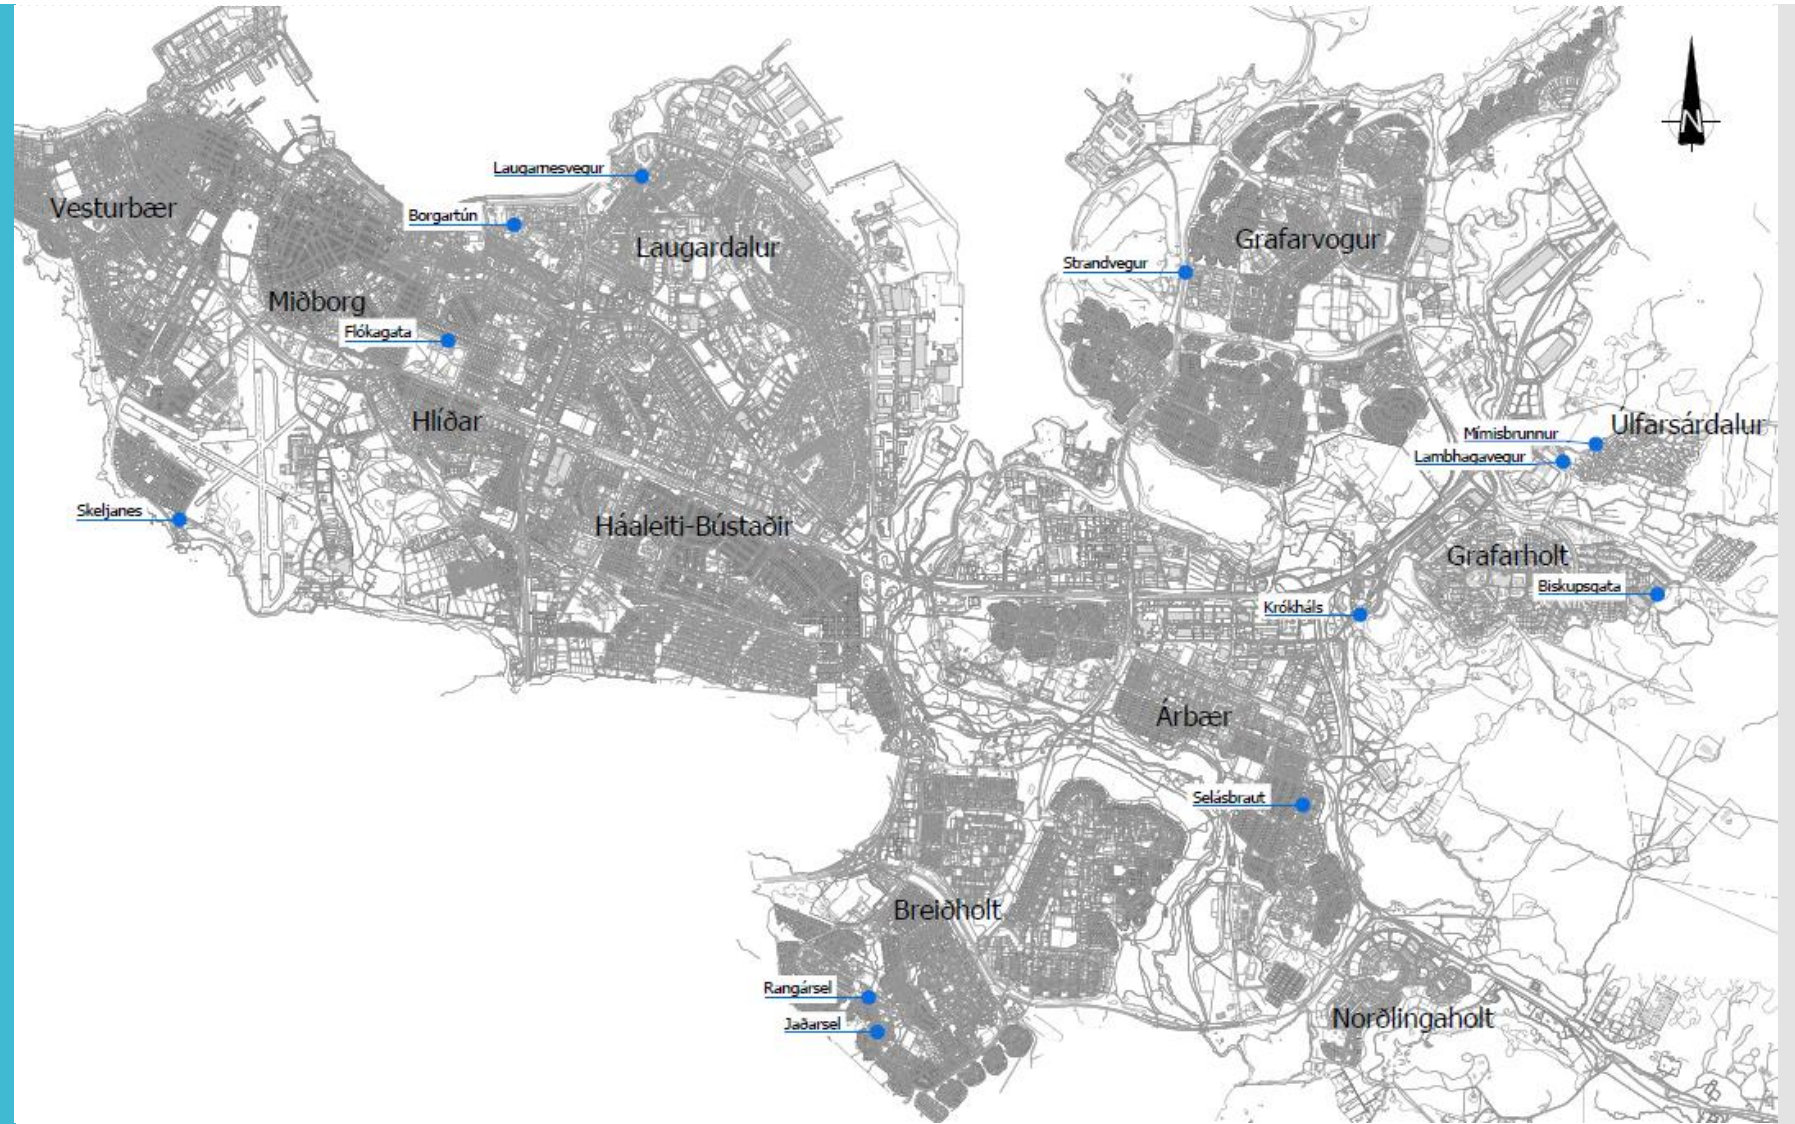 N
Laugarnesvegur
Vesturbær
Borgartún
Laugardalur
Grafarvogur
Strandvegur
Miðborg
Flókagata
Hlíðar
Úlfarsárdalur
Mímisbrunnur
Lambhagavegur
Skeljanes
Háaleiti-Bústaðir
Grafarholt
Biskupsgata
Krókháls
Árbær
Selásbraut
Breiðholt
Rangársel
Norðlingaholt
Jaðarsel